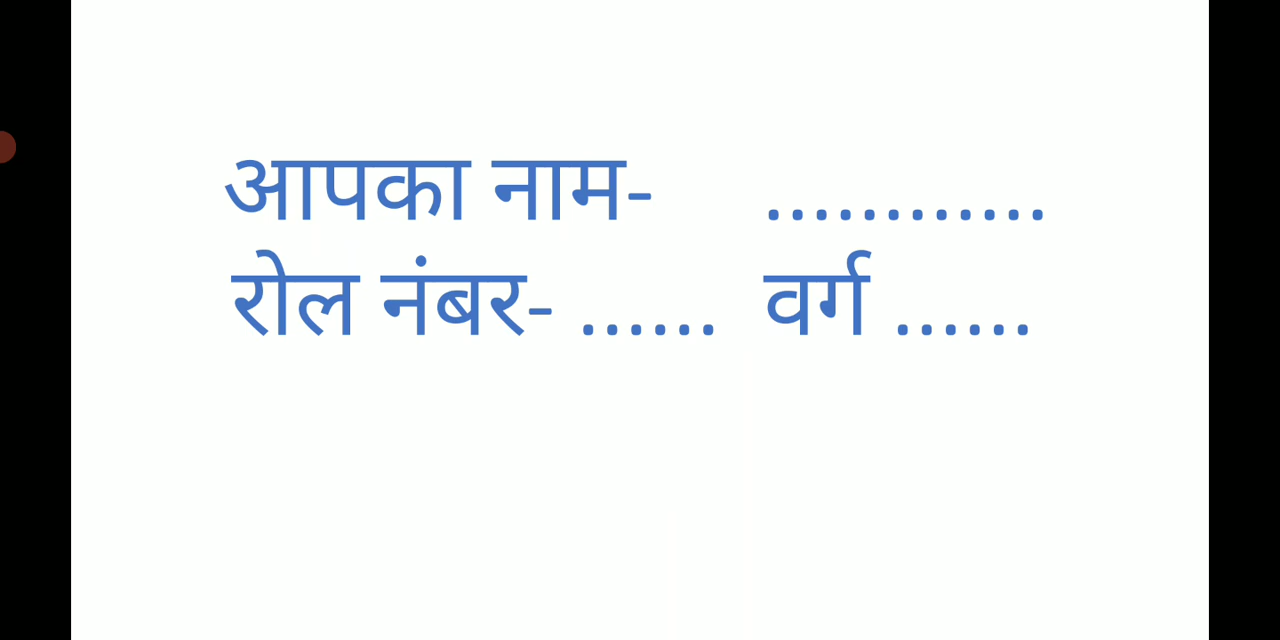 आपका नाम- ............
रोल नंबर- ...... वर्ग ......